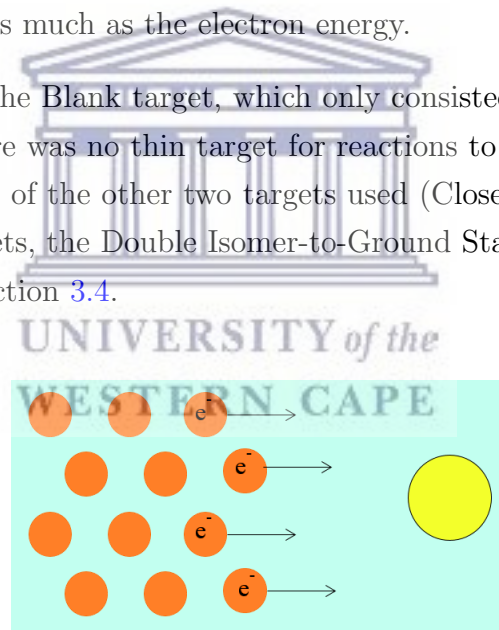 s much as the electron energy.
he Blank target, which only consisted
e was no thin target for reactions to
of the other two targets used (Close
ets, the Double Isomer-to-Ground Sta
ction 3.4.
UNIVERSITY of the
WESTERN CAPE
e-
e-
e-
e-